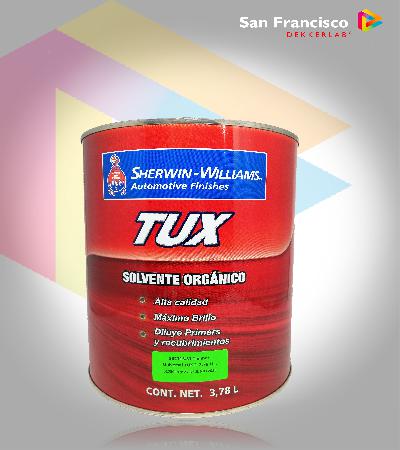 San Francisco
DEKKERLAB
SHERWIN-WILLIAMS
Automotive Finishes
TUX
SOLVENTE ORGÁNICO
Alta calidad
Máximo Brillo
Diluye Primers
y recubrimientos
CONT. NET. 3,78 L